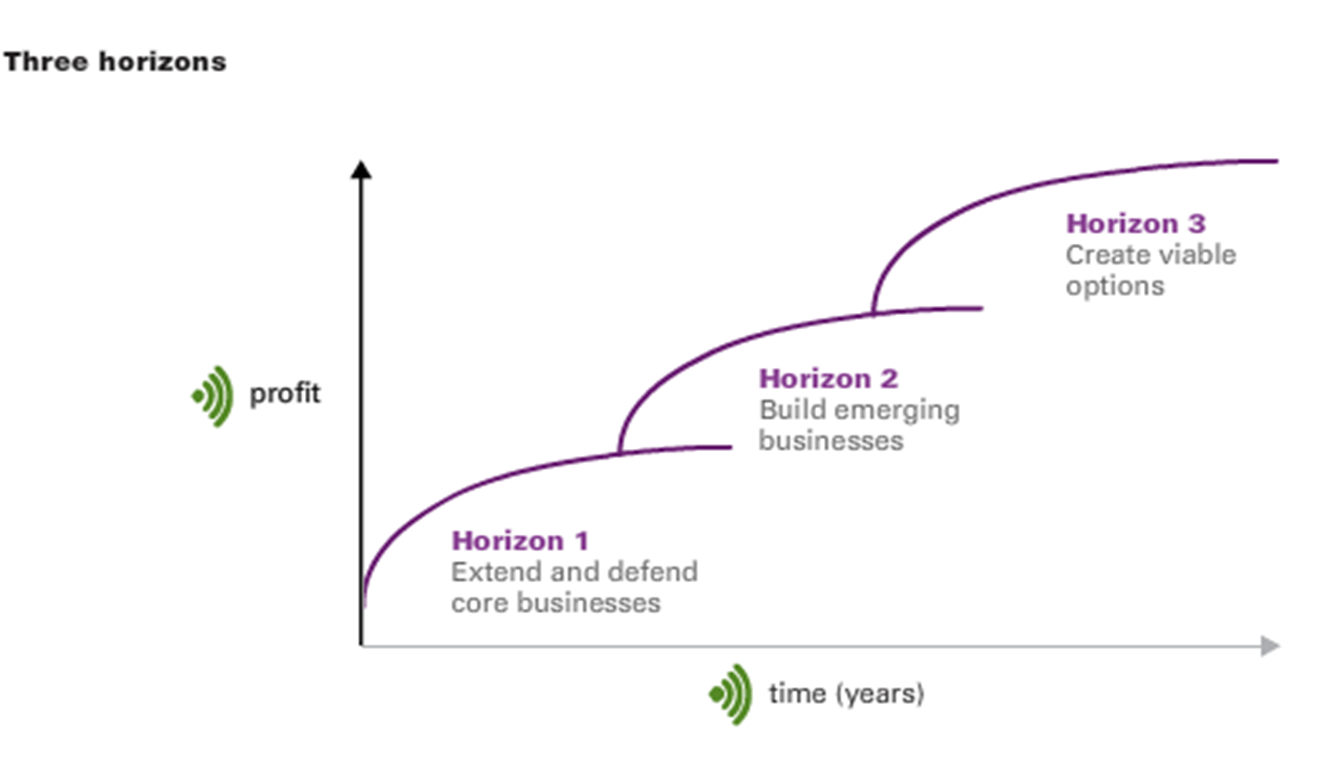 Three horizons
Horizon 3
Create viable
options
profit
Horizon 2
Build emerging
businesses
Horizon 1
Extend and defend
core businesses
time (years)